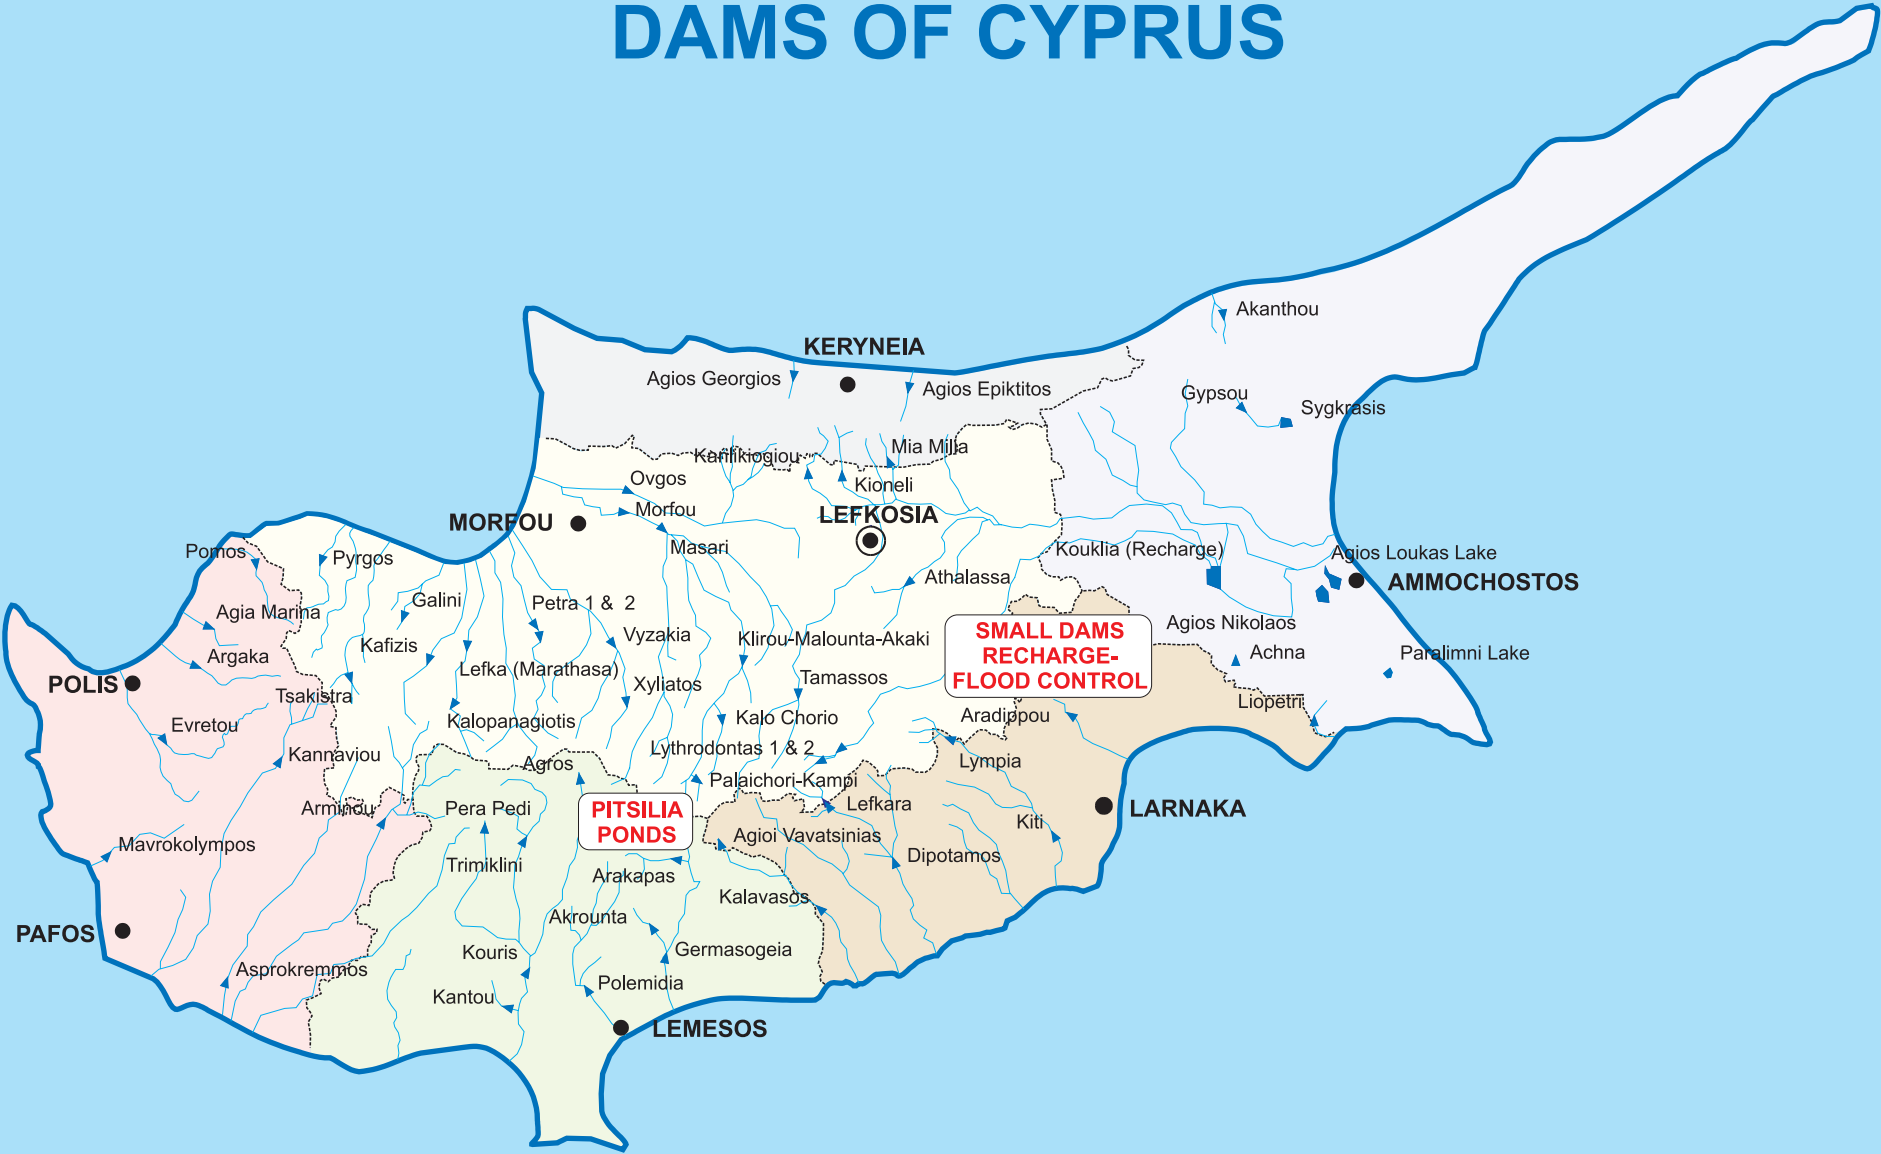 DAMS OF CYPRUS
Akanthou
KERYNEIA
Agios Georgios
Agios Epiktitos
Gypsou
Sygkrasis
Mia Milia
Kanlikiogiou
Ovgos
Kioneli
Morfou
LEFKOSIA
MORFOU
Masari
Kouklia (Recharge)
Agios Loukas Lake
Pomos
Pyrgos
Athalassa
AMMOCHOSTOS
Galini
Petra 1 & 2
Agia Marina
Agios Nikolaos
Vyzakia
Klirou-Malounta-Akaki
SMALL DAMS
RECHARGE-
FLOOD CONTROL
Kafizis
Argaka
Achna
Paralimni Lake
Lefka (Marathasa)
Tamassos
POLIS
Xyliatos
Tsakistra
Liopetri
Kalo Chorio
Aradippou
Evretou
Kalopanagiotis
Lythrodontas 1 & 2
Kannaviou
Lympia
Agros
Palaichori-Kampi
Lefkara
Arminou
Pera Pedi
PITSILIA
PONDS
LARNAKA
Kiti
Agioi Vavatsinias
Mavrokolympos
Dipotamos
Trimiklini
Arakapas
Kalavasos
Akrounta
PAFOS
Kouris
Germasogeia
Asprokremmos
Polemidia
Kantou
LEMESOS